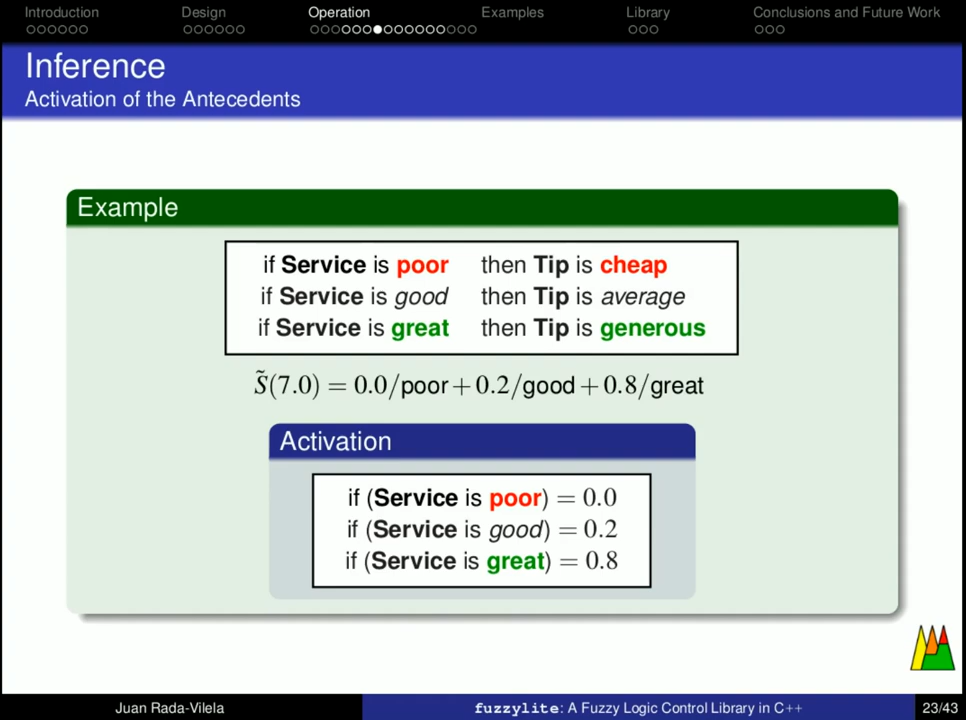 Introduction Design Operation Examples Library Conclusions and Future Work
Inference
Activation of the Antecedents
Example
if Service is poor then Tip is cheap
if Service is good then Tip is average
if Service is great then Tip is generous
S̃(7.0) = 0.0/poor + 0.2/good + 0.8/great
Activation
if (Service is poor) = 0.0
if (Service is good) = 0.2
if (Service is great) = 0.8
Juan Rada-Vilela fuzzylite: A Fuzzy Logic Control Library in C++ 23/43